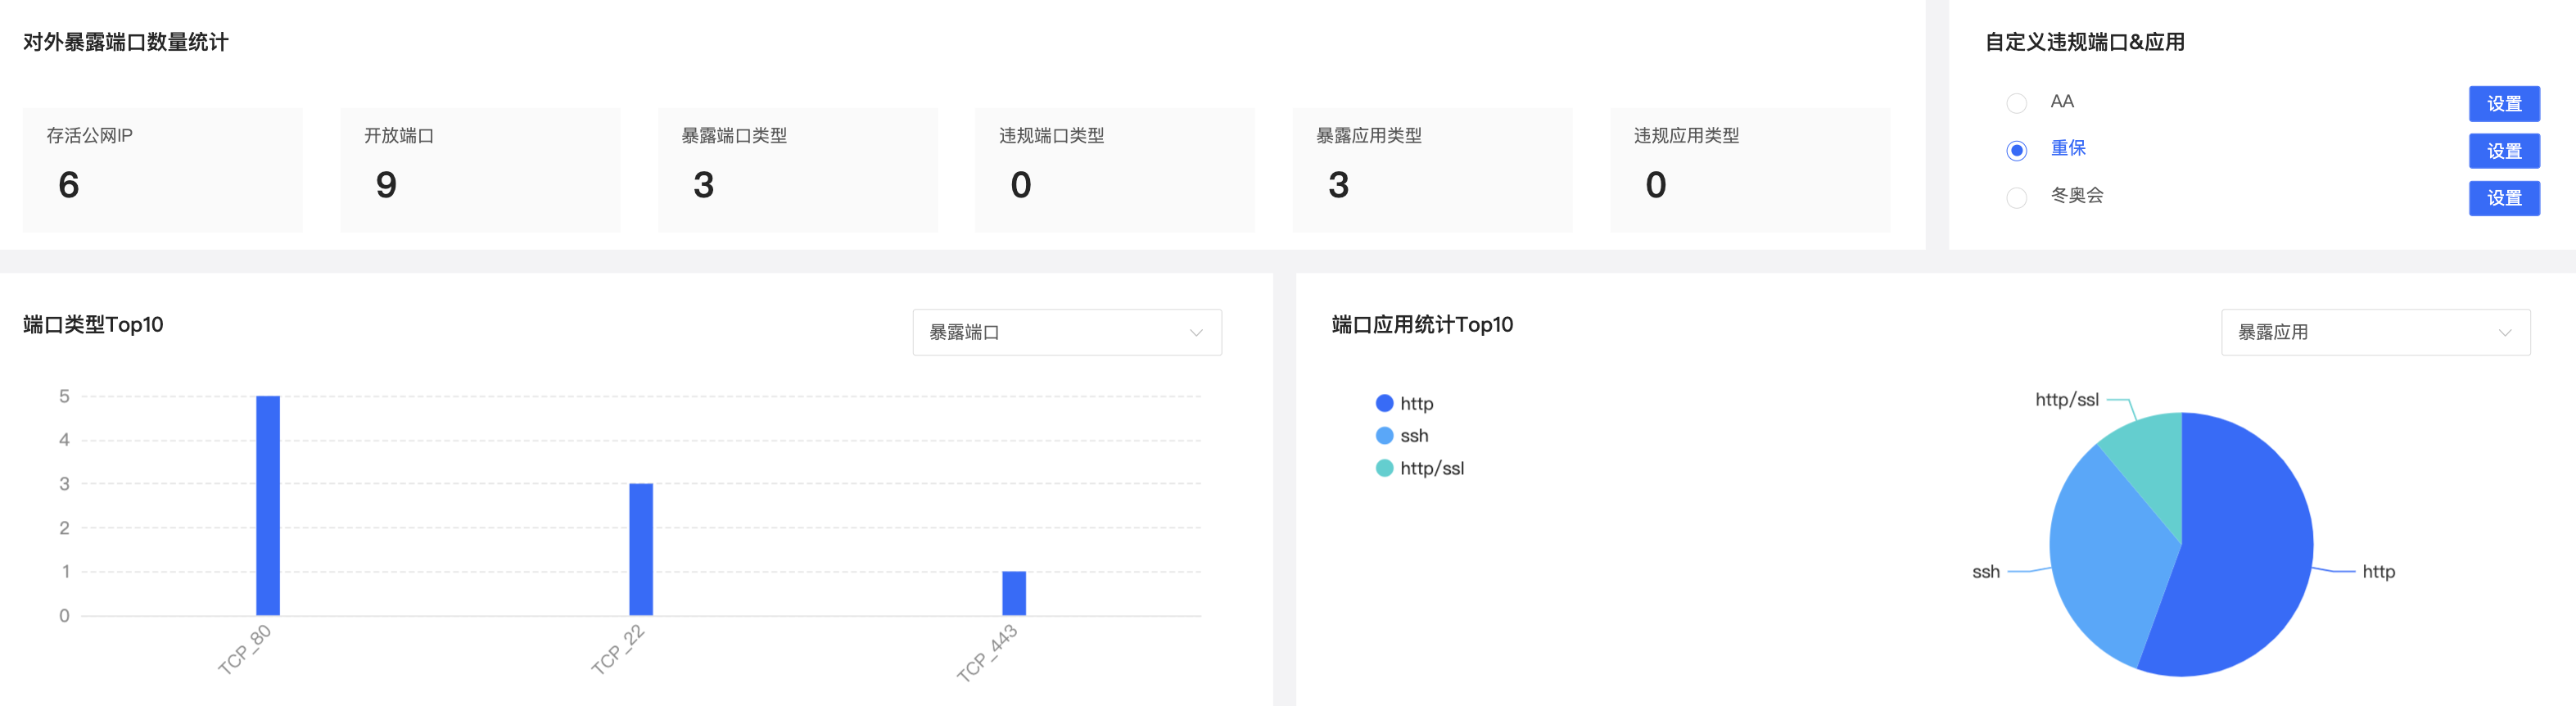 对外暴露端口数量统计
存活公网IP
6
开放端口
9
暴露端口类型
3
违规端口类型
0
暴露应用类型
3
违规应用类型
0
自定义违规端口&应用
AA 设置
重保 设置
冬奥会 设置
端口类型Top10
暴露端口
5
4
3
2
1
0
TCP_80
TCP_22
TCP_443
端口应用统计Top10
暴露应用
http
ssh
http/ssl
http/ssl
ssh
http